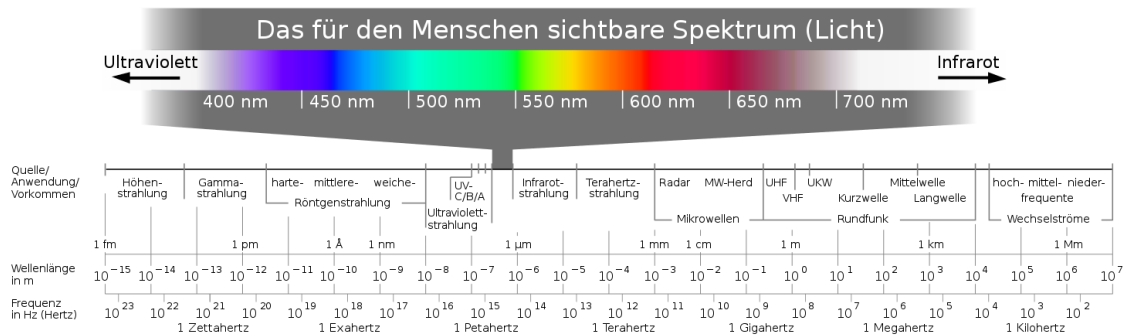 Das für den Menschen sichtbare Spektrum (Licht)
Ultraviolett
Infrarot
400 nm 450 nm 500 nm 550 nm 600 nm 650 nm 700 nm
Quelle/
Anwendung/
Vorkommen
Höhen-
strahlung
Gamma-
strahlung
harte- mittlere- weiche-
Röntgenstrahlung
UV-
C/B/A
Ultraviolett-
strahlung
Infrarot-
strahlung
Terahertz-
strahlung
Radar MW-Herd
Mikrowellen
UHF UKW Mittelwelle
VHF Kurzwelle Langwelle
Rundfunk
hoch- mittel- nieder-
frequente
Wechselströme
1 fm 1 pm 1 Å 1 nm 1 µm 1 mm 1 cm 1 m 1 km 1 Mm
Wellenlänge
in m
10⁻¹⁵ 10⁻¹⁴ 10⁻¹³ 10⁻¹² 10⁻¹¹ 10⁻¹⁰ 10⁻⁹ 10⁻⁸ 10⁻⁷ 10⁻⁶ 10⁻⁵ 10⁻⁴ 10⁻³ 10⁻² 10⁻¹ 10⁰ 10¹ 10² 10³ 10⁴ 10⁵ 10⁶ 10⁷
Frequenz
in Hz (Hertz)
10²³ 10²² 10²¹ 10²⁰ 10¹⁹ 10¹⁸ 10¹⁷ 10¹⁶ 10¹⁵ 10¹⁴ 10¹³ 10¹² 10¹¹ 10¹⁰ 10⁹ 10⁸ 10⁷ 10⁶ 10⁵ 10⁴ 10³ 10²
1 Zettahertz 1 Exahertz 1 Petahertz 1 Terahertz 1 Gigahertz 1 Megahertz 1 Kilohertz